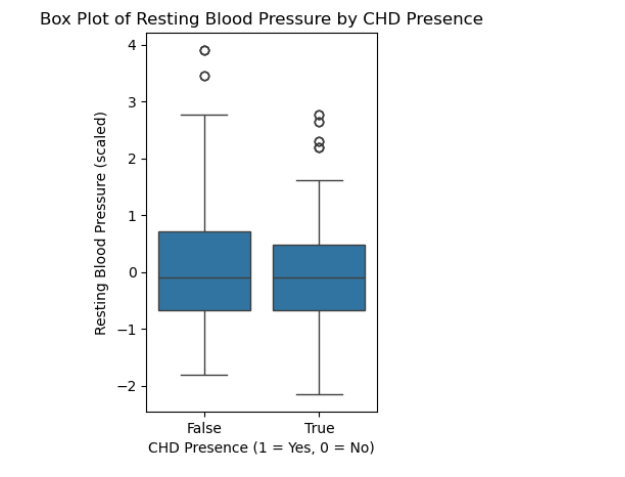 Box Plot of Resting Blood Pressure by CHD Presence
4
3
2
1
0
−1
−2
Resting Blood Pressure (scaled)
False True
CHD Presence (1 = Yes, 0 = No)